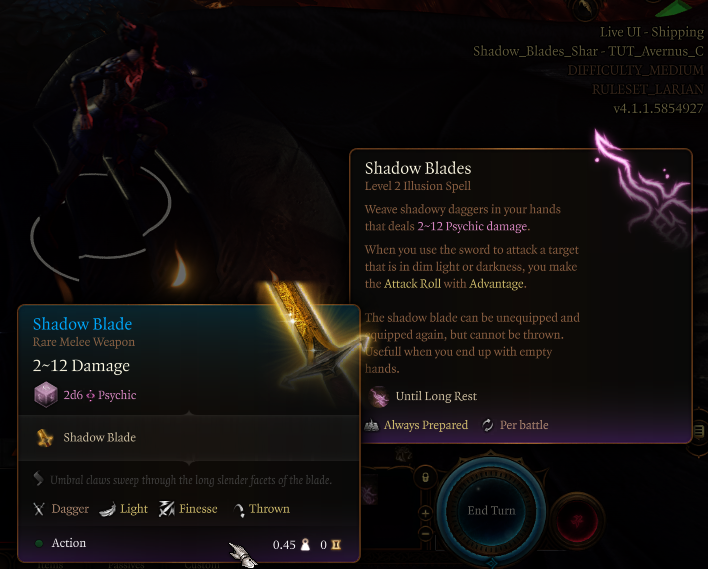 Live UI - Shipping
Shadow_Blades_Shar - TUT_Avernus_C
DIFFICULTY_MEDIUM
RULESET_LARIAN
v4.1.1.5854927
Shadow Blades
Level 2 Illusion Spell
Weave shadowy daggers in your hands
that deals 2~12 Psychic damage.
When you use the sword to attack a target
that is in dim light or darkness, you make
the Attack Roll with Advantage.
The shadow blade can be unequipped and
equipped again, but cannot be thrown.
Usefull when you end up with empty
hands.
Until Long Rest
Always Prepared
Per battle
Shadow Blade
Rare Melee Weapon
2~12 Damage
2d6 Psychic
Shadow Blade
Umbral claws sweep through the long slender facets of the blade.
Dagger Light Finesse Thrown
Action
0.45 0
End Turn